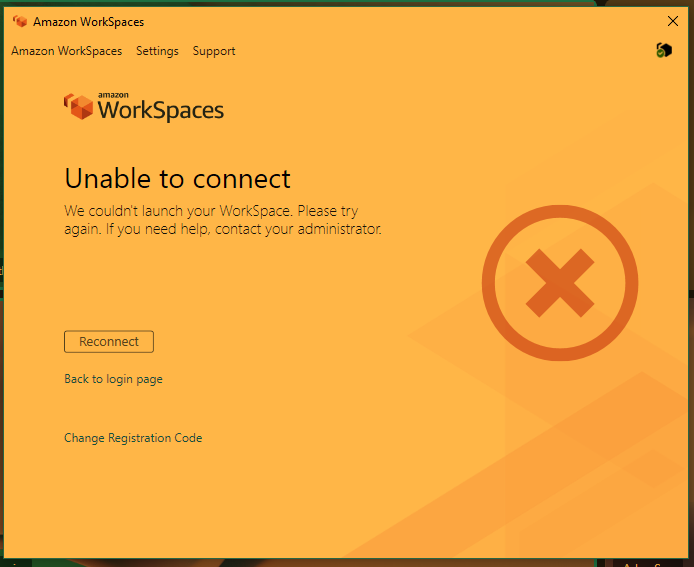 Amazon WorkSpaces
Amazon WorkSpaces Settings Support
amazon
WorkSpaces
Unable to connect
We couldn't launch your WorkSpace. Please try
again. If you need help, contact your administrator.
Reconnect
Back to login page
Change Registration Code